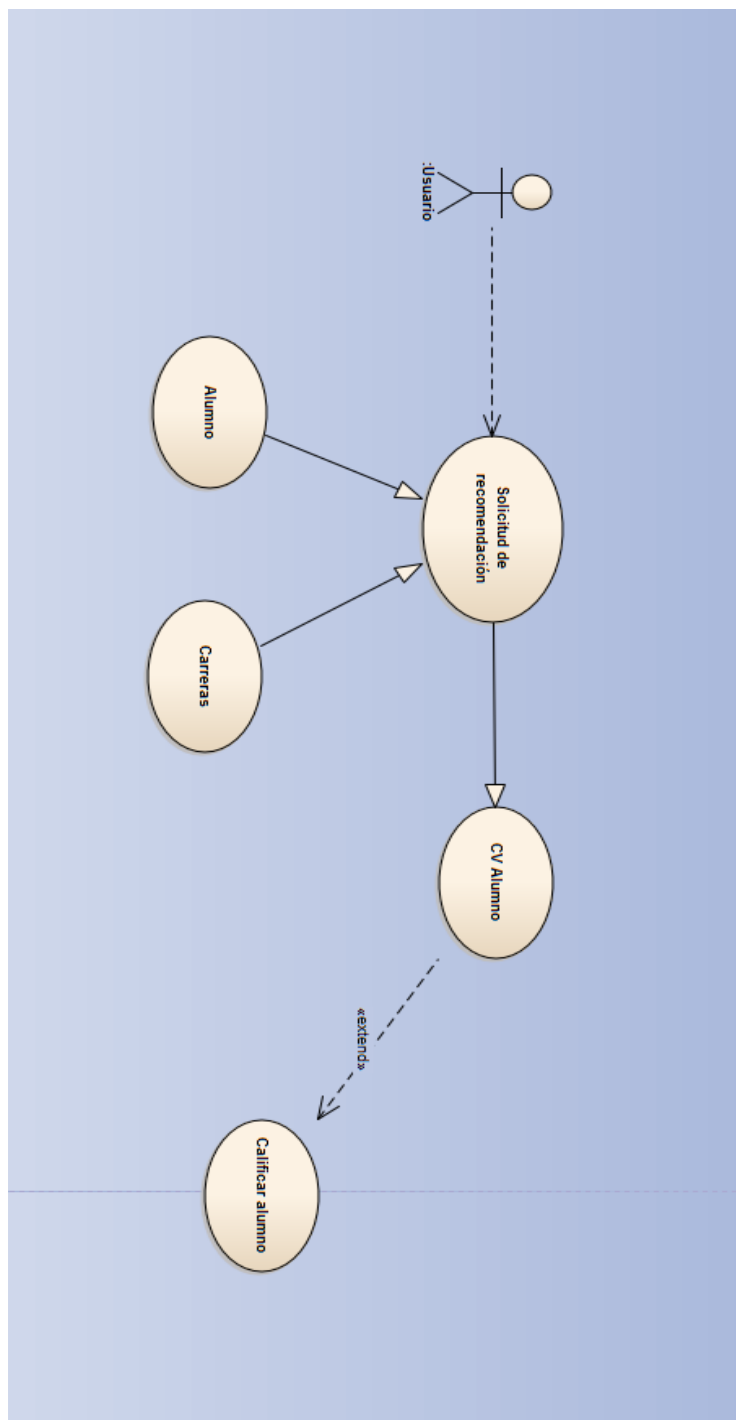 :Usuario
Solicitud de
recomendación
CV Alumno
Alumno
Carreras
«extend»
Calificar alumno